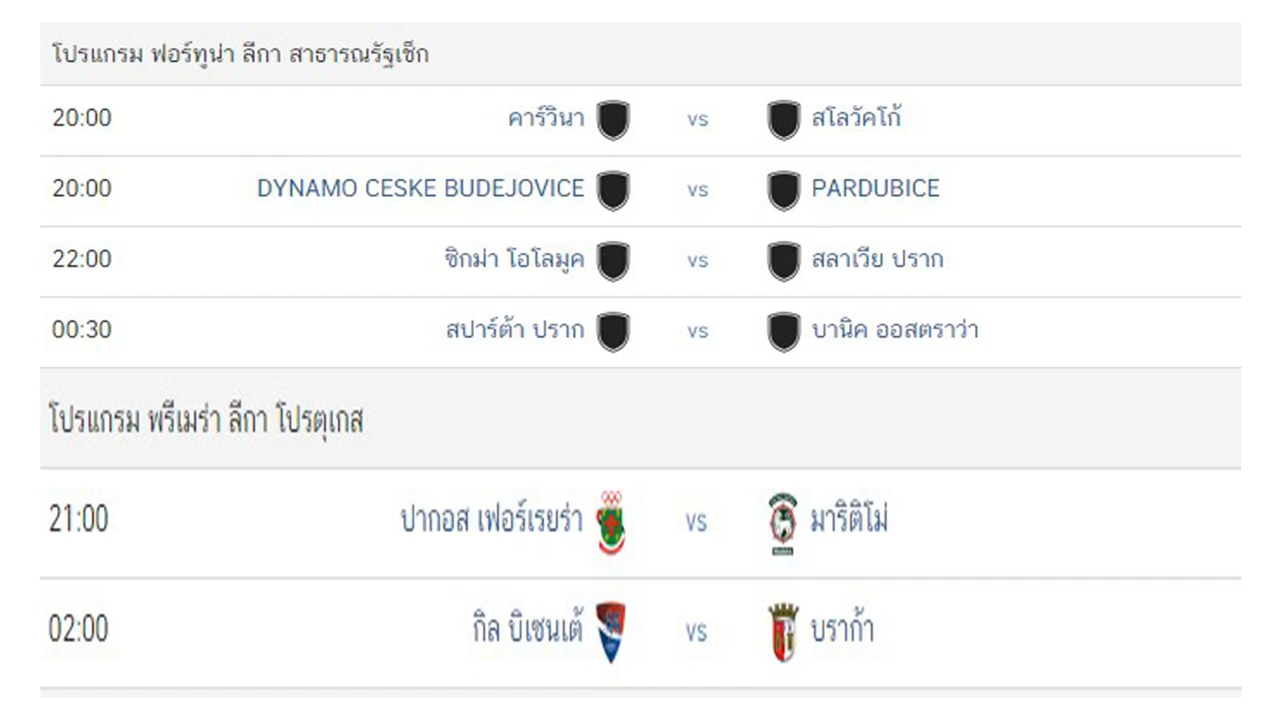 โปรแกรม ฟอร์ทูน่า ลีกา สาธารณรัฐเช็ก
20:00 คาร์วินา vs สโลวัคโก้
20:00 DYNAMO CESKE BUDEJOVICE vs PARDUBICE
22:00 ซิกม่า โอโลมูค vs สลาเวีย ปราก
00:30 สปาร์ต้า ปราก vs บานิค ออสตราว่า
โปรแกรม พรีเมร่า ลีกา โปรตุเกส
21:00 ปากอส เฟอร์เรยร่า vs มาริติโม่
02:00 กิล บิเซนเต้ vs บราก้า